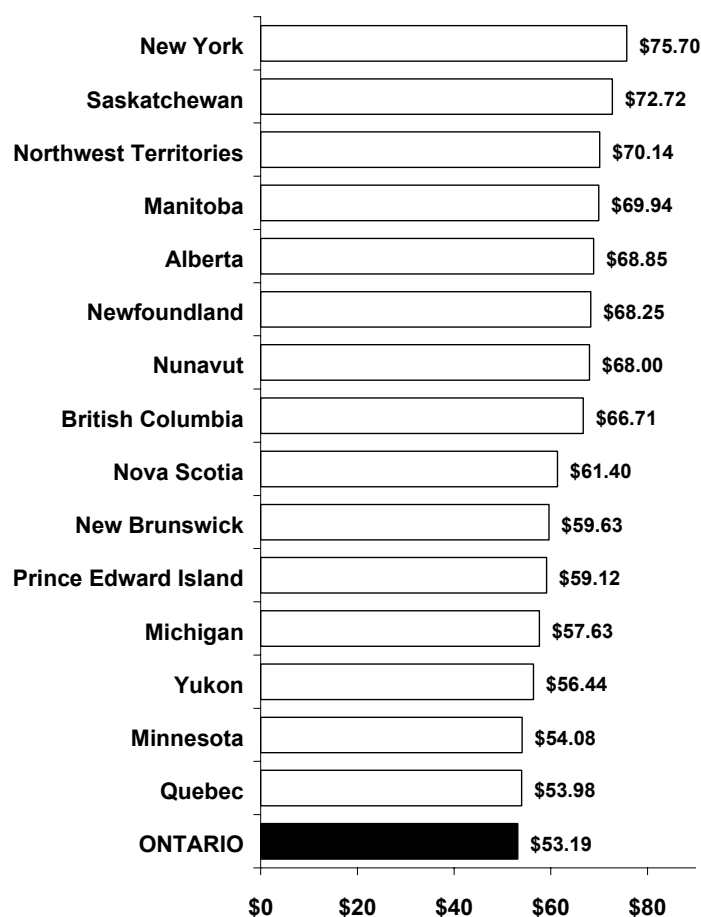 New York $75.70
Saskatchewan $72.72
Northwest Territories $70.14
Manitoba $69.94
Alberta $68.85
Newfoundland $68.25
Nunavut $68.00
British Columbia $66.71
Nova Scotia $61.40
New Brunswick $59.63
Prince Edward Island $59.12
Michigan $57.63
Yukon $56.44
Minnesota $54.08
Quebec $53.98
ONTARIO $53.19
$0 $20 $40 $60 $80